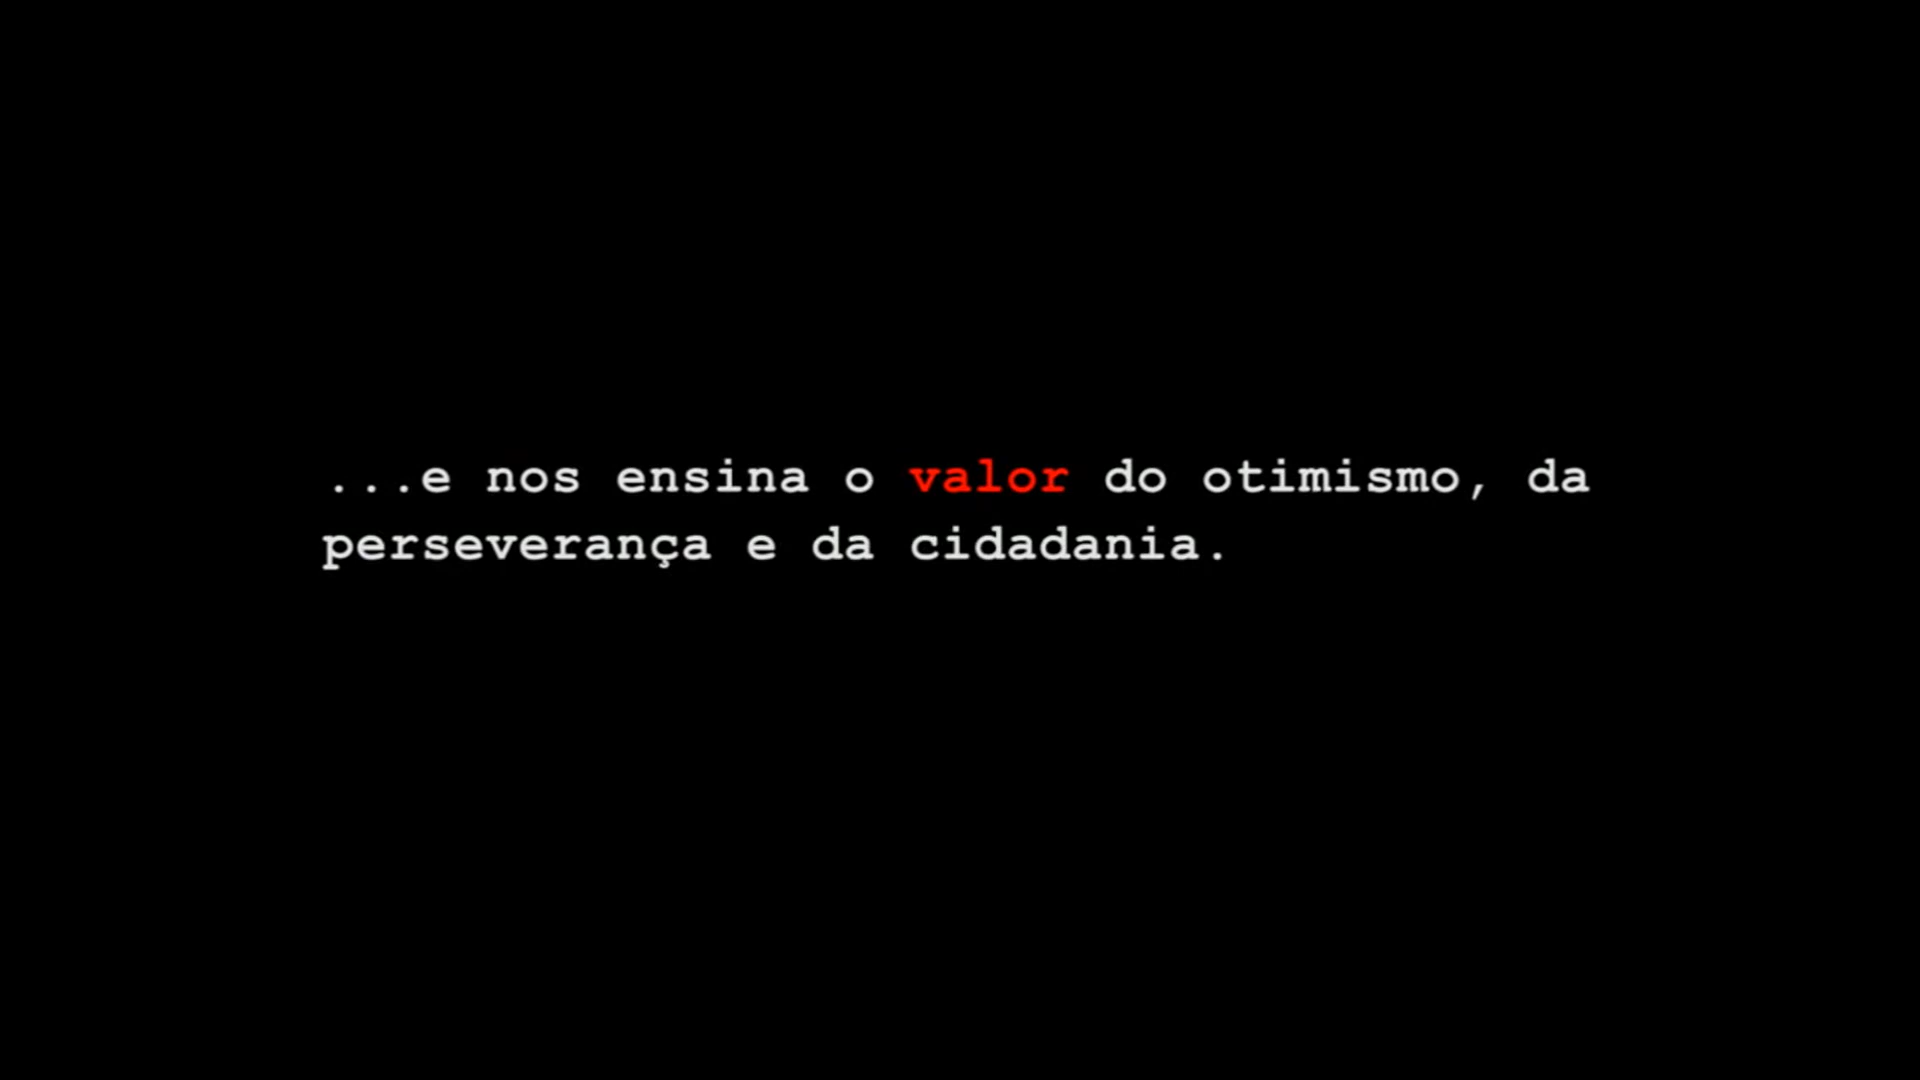 ...e nos ensina o valor do otimismo, da
perseverança e da cidadania.